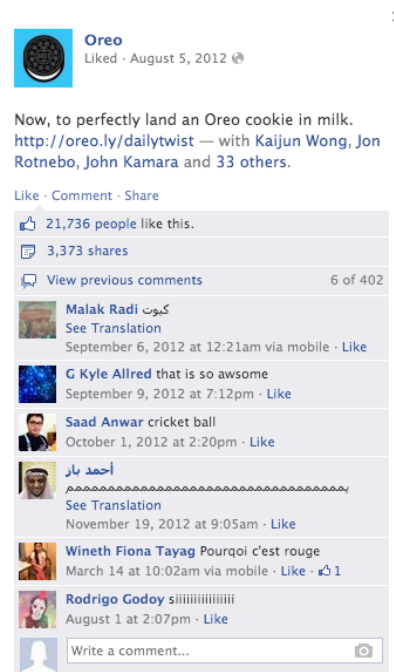 Oreo
Liked · August 5, 2012
Now, to perfectly land an Oreo cookie in milk.
http://oreo.ly/dailytwist — with Kaijun Wong, Jon
Rotnebo, John Kamara and 33 others.
Like · Comment · Share
21,736 people like this.
3,373 shares
View previous comments 6 of 402
Malak Radi كيوت
See Translation
September 6, 2012 at 12:21am via mobile · Like
G Kyle Allred that is so awsome
September 9, 2012 at 7:12pm · Like
Saad Anwar cricket ball
October 1, 2012 at 2:20pm · Like
أحمد باز
See Translation
November 19, 2012 at 9:05am · Like
Wineth Fiona Tayag Pourqoi c'est rouge
March 14 at 10:02am via mobile · Like · 1
Rodrigo Godoy siiiiiiiiiiiiiiii
August 1 at 2:07pm · Like
Write a comment...